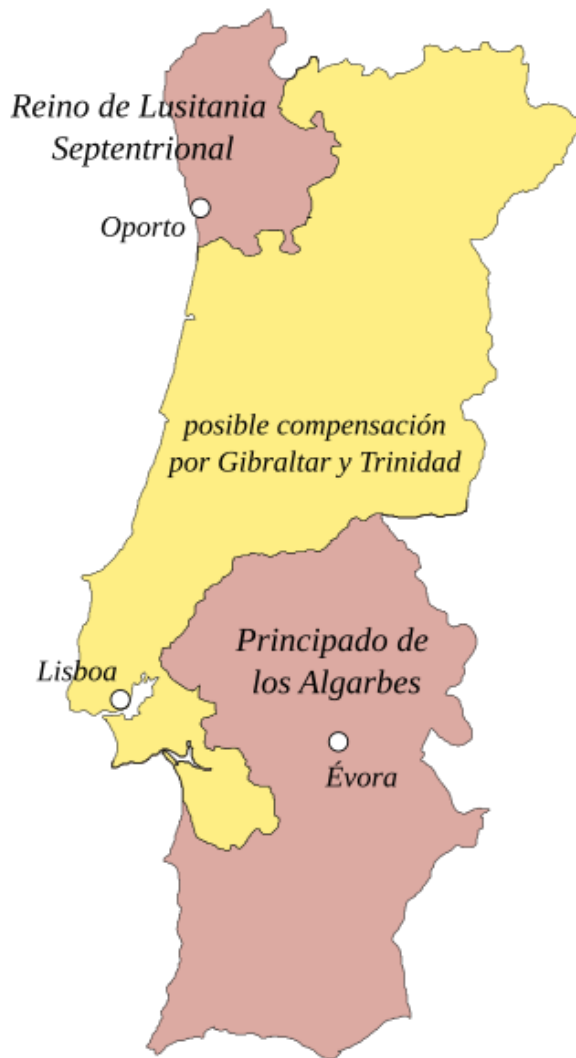 Reino de Lusitania
Septentrional
Oporto
posible compensación
por Gibraltar y Trinidad
Principado de
los Algarbes
Lisboa
Évora